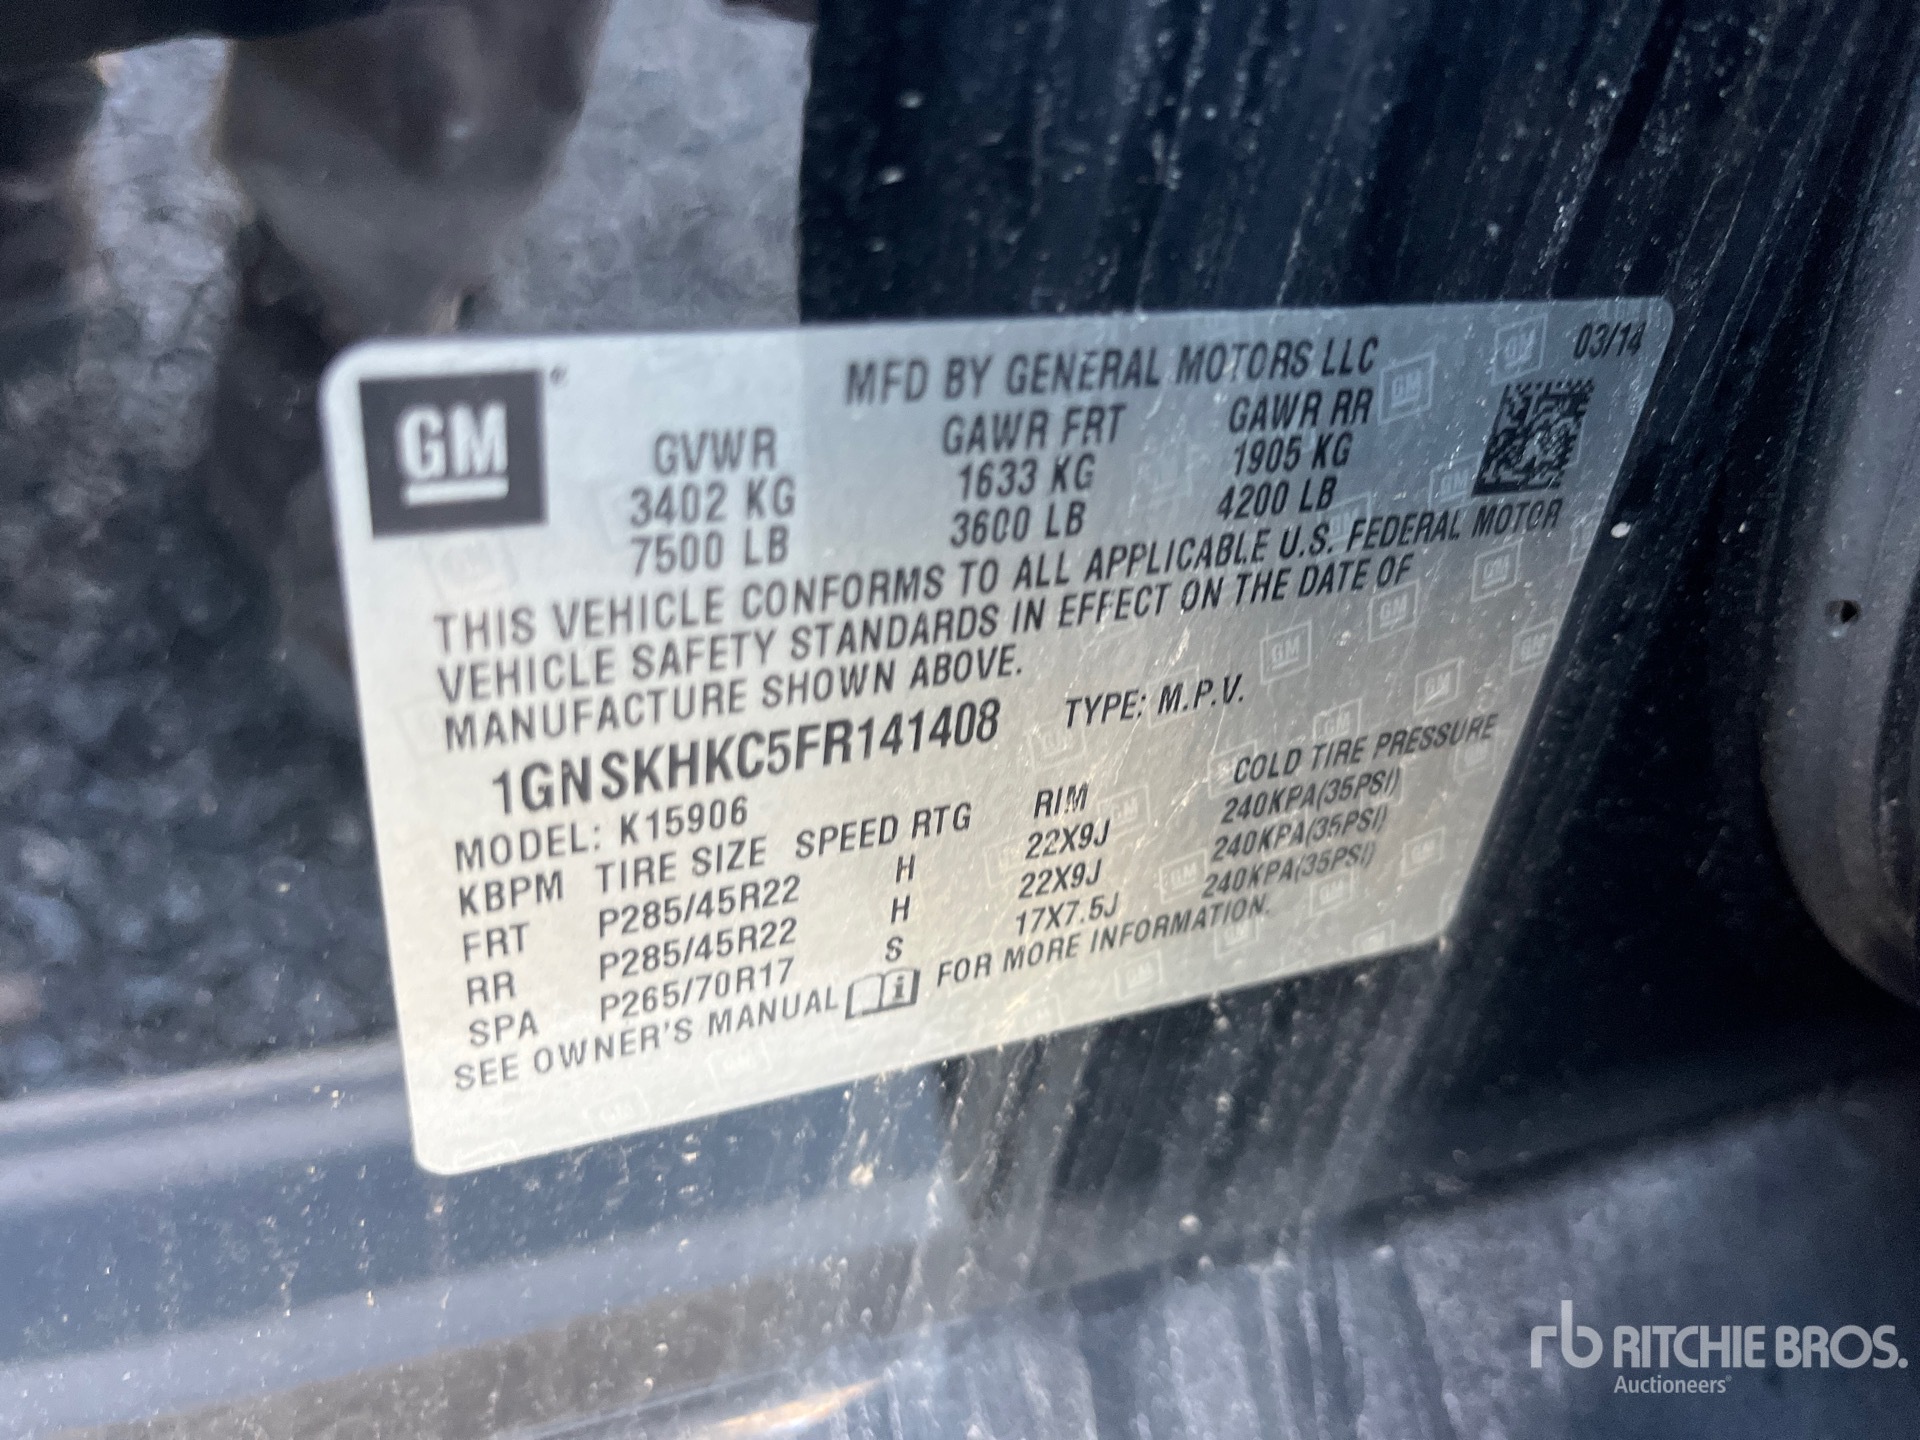 GM®
MFD BY GENERAL MOTORS LLC 03/14
GVWR GAWR FRT GAWR RR
3402 KG 1633 KG 1905 KG
7500 LB 3600 LB 4200 LB
THIS VEHICLE CONFORMS TO ALL APPLICABLE U.S. FEDERAL MOTOR
VEHICLE SAFETY STANDARDS IN EFFECT ON THE DATE OF
MANUFACTURE SHOWN ABOVE.
1GNSKHKC5FR141408 TYPE: M.P.V.
MODEL: K15906
KBPM TIRE SIZE SPEED RTG RIM COLD TIRE PRESSURE
FRT P285/45R22 H 22X9J 240KPA(35PSI)
RR P285/45R22 H 22X9J 240KPA(35PSI)
SPA P265/70R17 S 17X7.5J 240KPA(35PSI)
SEE OWNER'S MANUAL i FOR MORE INFORMATION.
rb RITCHIE BROS.
Auctioneers